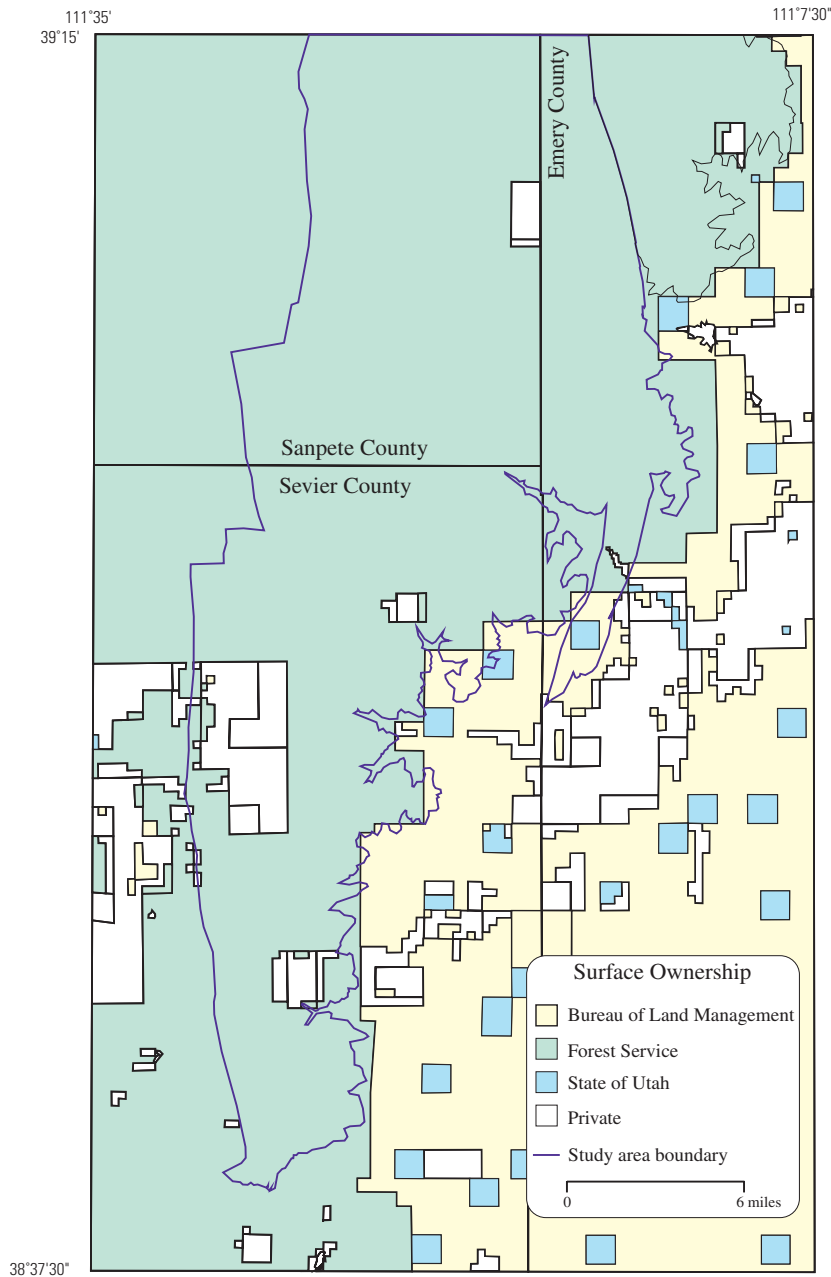 111°35'
111°7'30"
39°15'
Emery County
Sanpete County
Sevier County
Surface Ownership
Bureau of Land Management
Forest Service
State of Utah
Private
Study area boundary
0
6 miles
38°37'30"